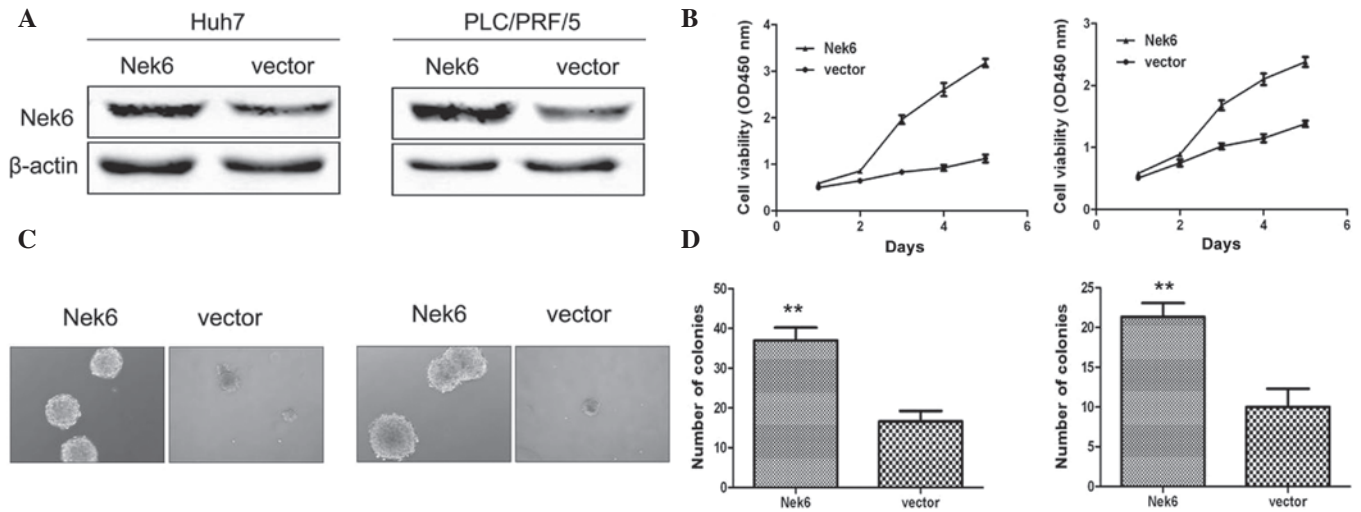 A
Huh7
PLC/PRF/5
Nek6 vector
Nek6 vector
Nek6
β-actin
B
Cell viability (OD450 nm)
4
3
2
1
0
Nek6
vector
0 2 4 6
Days
Cell viability (OD450 nm)
3
2
1
0
Nek6
vector
0 2 4 6
Days
C
Nek6 vector
Nek6 vector
D
Number of colonies
50
40
30
20
10
0
**
Nek6 vector
Number of colonies
25
20
15
10
5
0
**
Nek6 vector